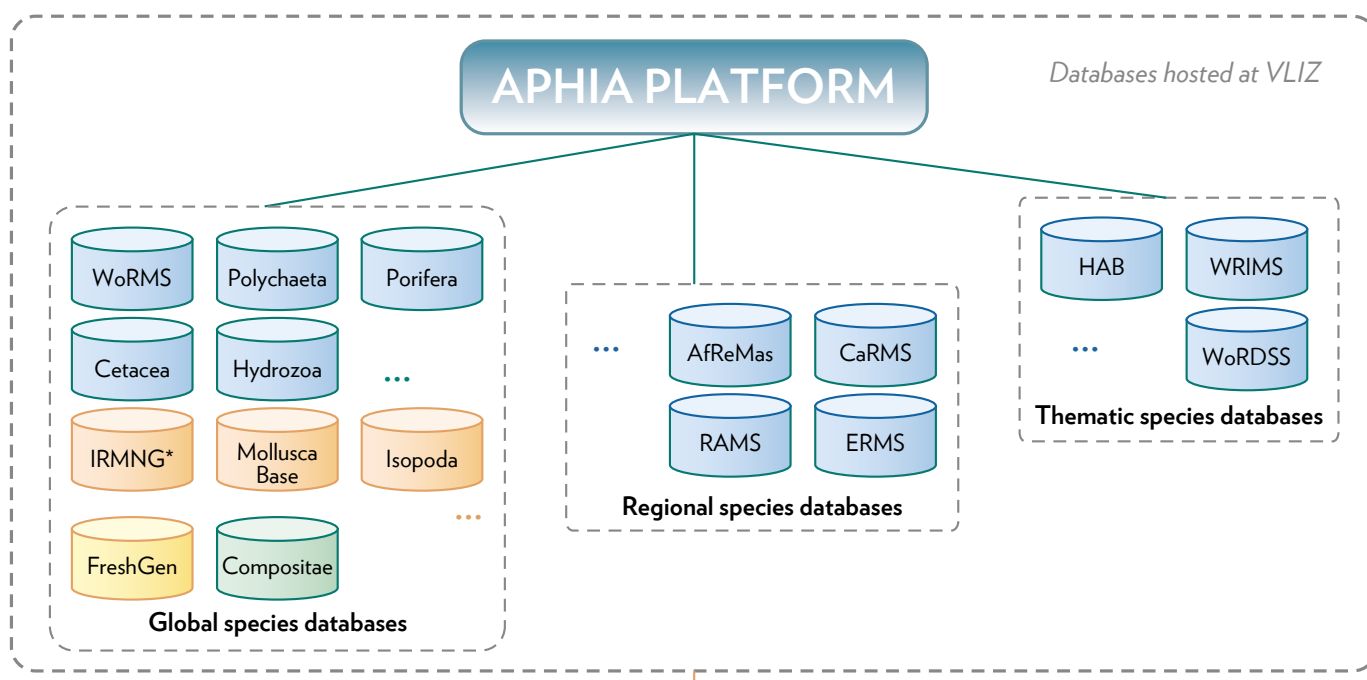 APHIA PLATFORM
Databases hosted at VLIZ
WoRMS
Polychaeta
Porifera
Cetacea
Hydrozoa
...
IRMNG*
Mollusca
Base
Isopoda
...
FreshGen
Compositae
Global species databases
...
AfReMas
CaRMS
RAMS
ERMS
Regional species databases
HAB
WRIMS
...
WoRDSS
Thematic species databases